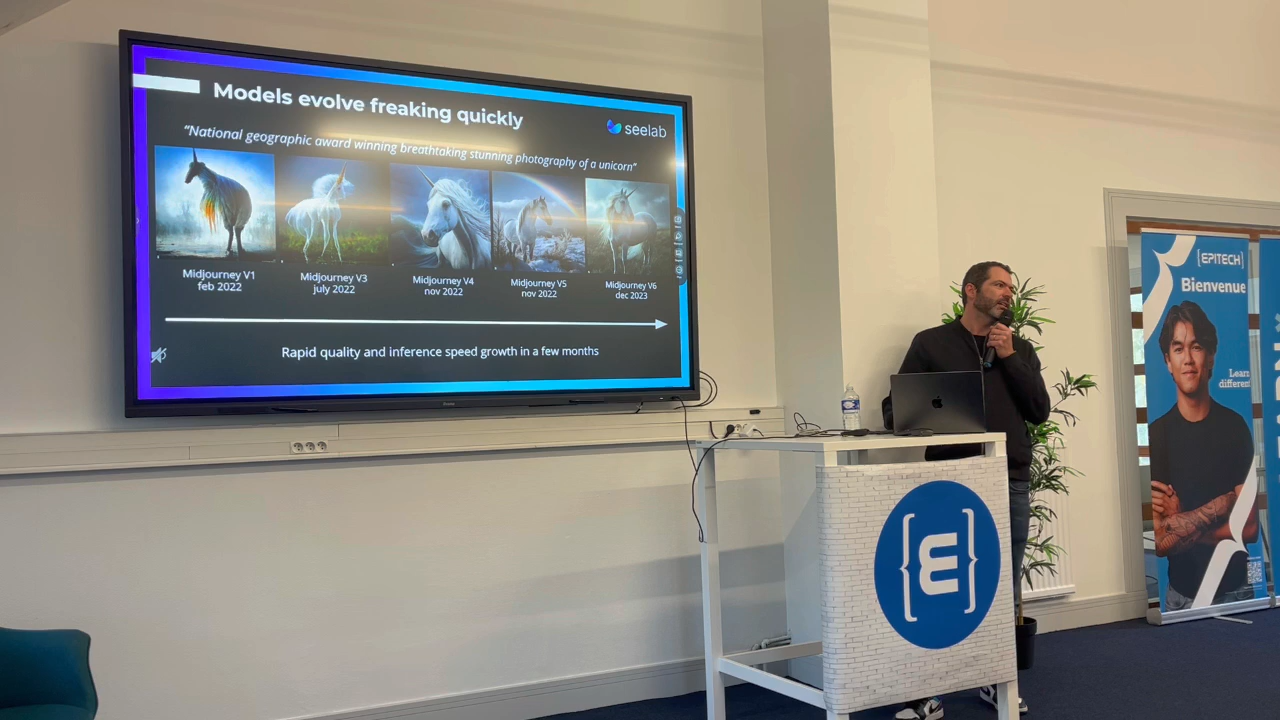 Models evolve freaking quickly
seelab
“National geographic award winning breathtaking stunning photography of a unicorn”
Midjourney V1
feb 2022
Midjourney V3
july 2022
Midjourney V4
nov 2022
Midjourney V5
nov 2022
Midjourney V6
dec 2023
Rapid quality and inference speed growth in a few months
{E}
{EPITECH}
Bienvenue
Learn
different